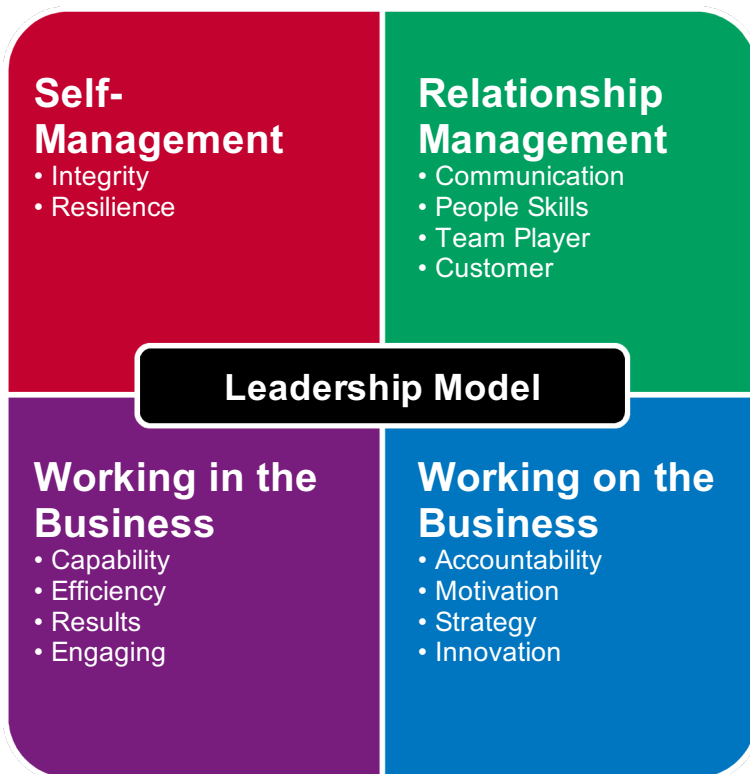 Self-
Management
• Integrity
• Resilience
Relationship
Management
• Communication
• People Skills
• Team Player
• Customer
Leadership Model
Working in the
Business
• Capability
• Efficiency
• Results
• Engaging
Working on the
Business
• Accountability
• Motivation
• Strategy
• Innovation